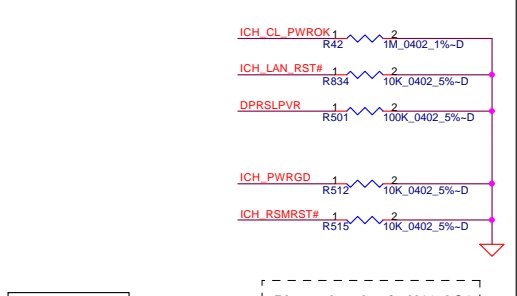 ICH_CL_PWROK 1 2
R42 1M_0402_1%~D
ICH_LAN_RST# 1 2
R834 10K_0402_5%~D
DPRSLPVR 1 2
R501 100K_0402_5%~D
ICH_PWRGD 1 2
R512 10K_0402_5%~D
ICH_RSMRST# 1 2
R515 10K_0402_5%~D